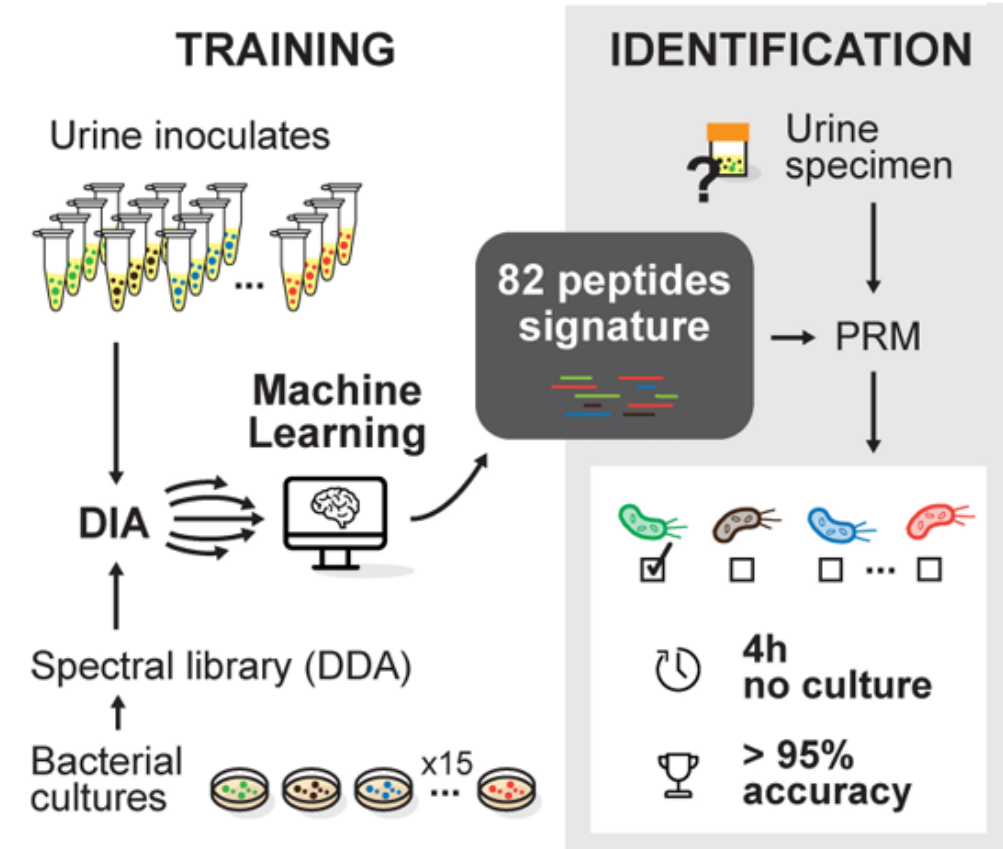 TRAINING
Urine inoculates
...
Machine
Learning
DIA
Spectral library (DDA)
Bacterial
cultures
x15
...
82 peptides
signature
IDENTIFICATION
?
Urine
specimen
PRM
...
4h
no culture
> 95%
accuracy